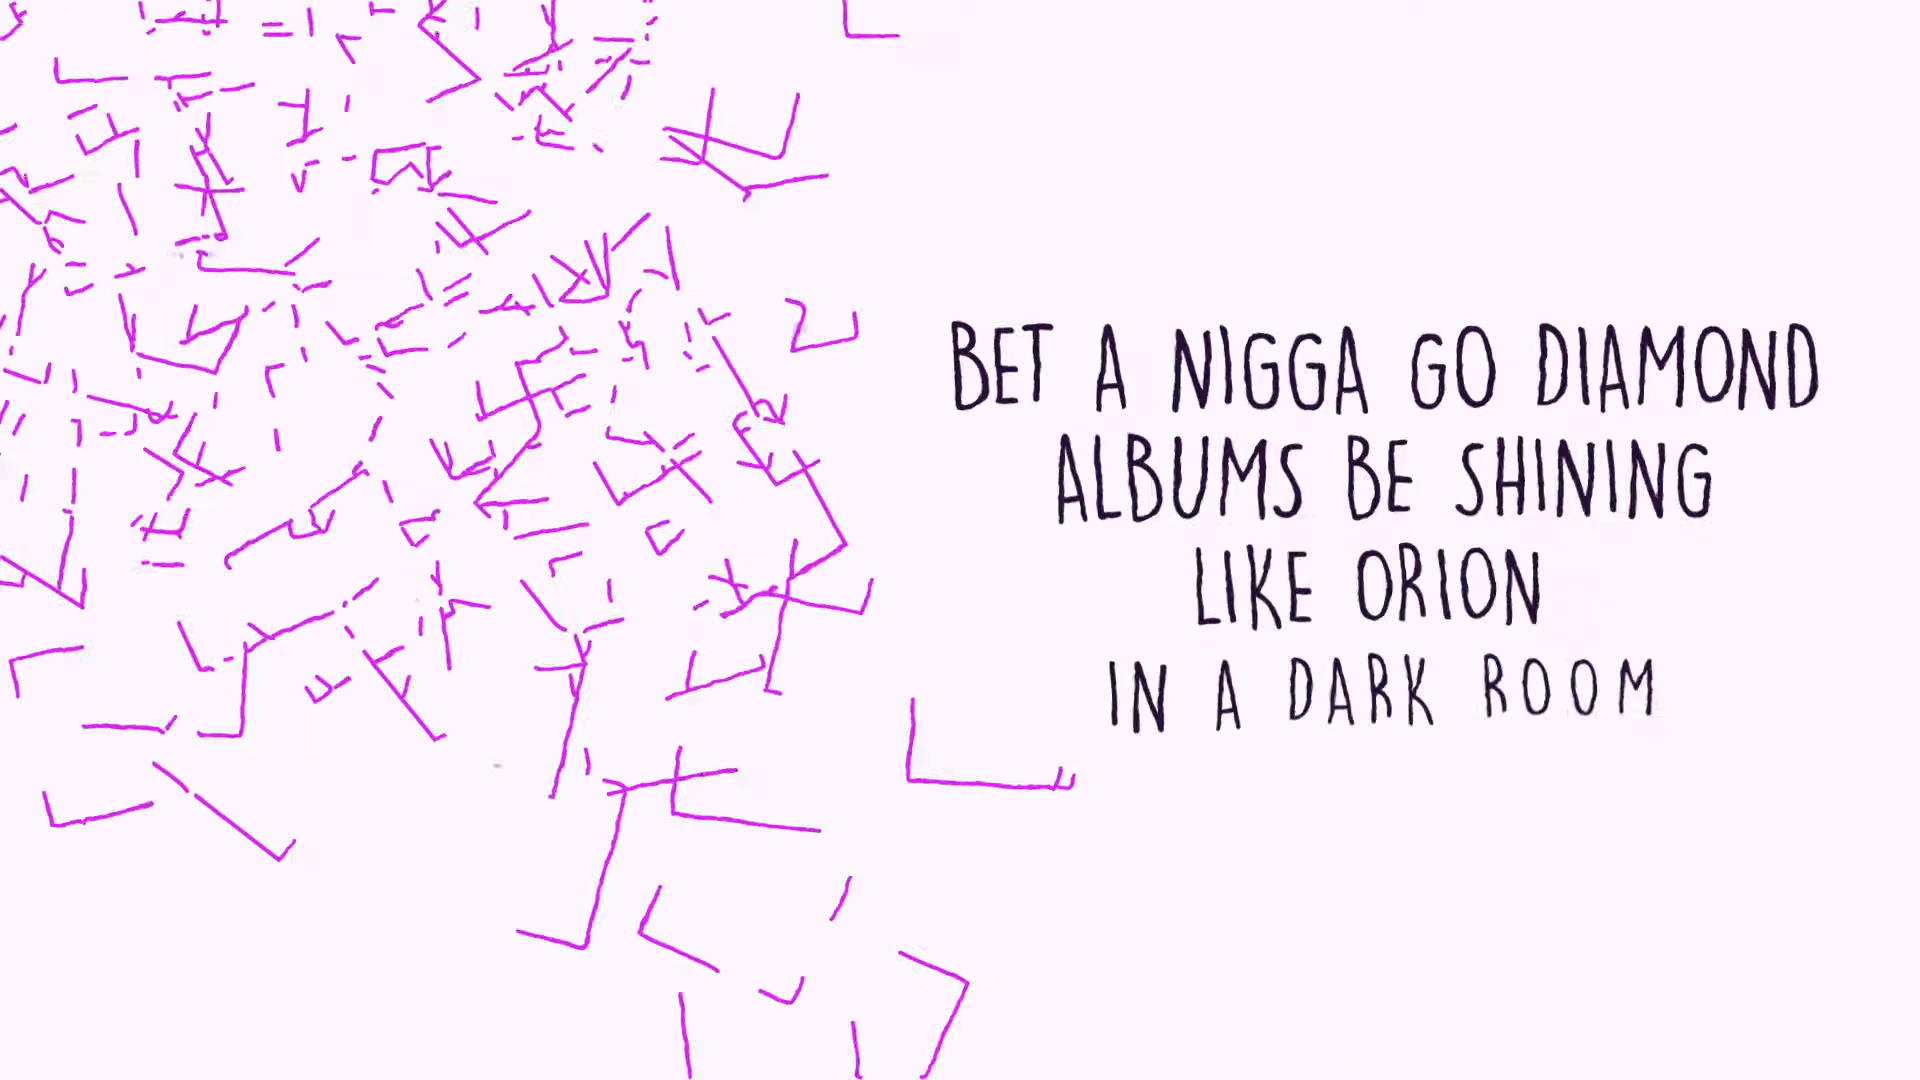 BET A NIGGA GO DIAMOND
ALBUMS BE SHINING
LIKE ORION
IN A DARK ROOM